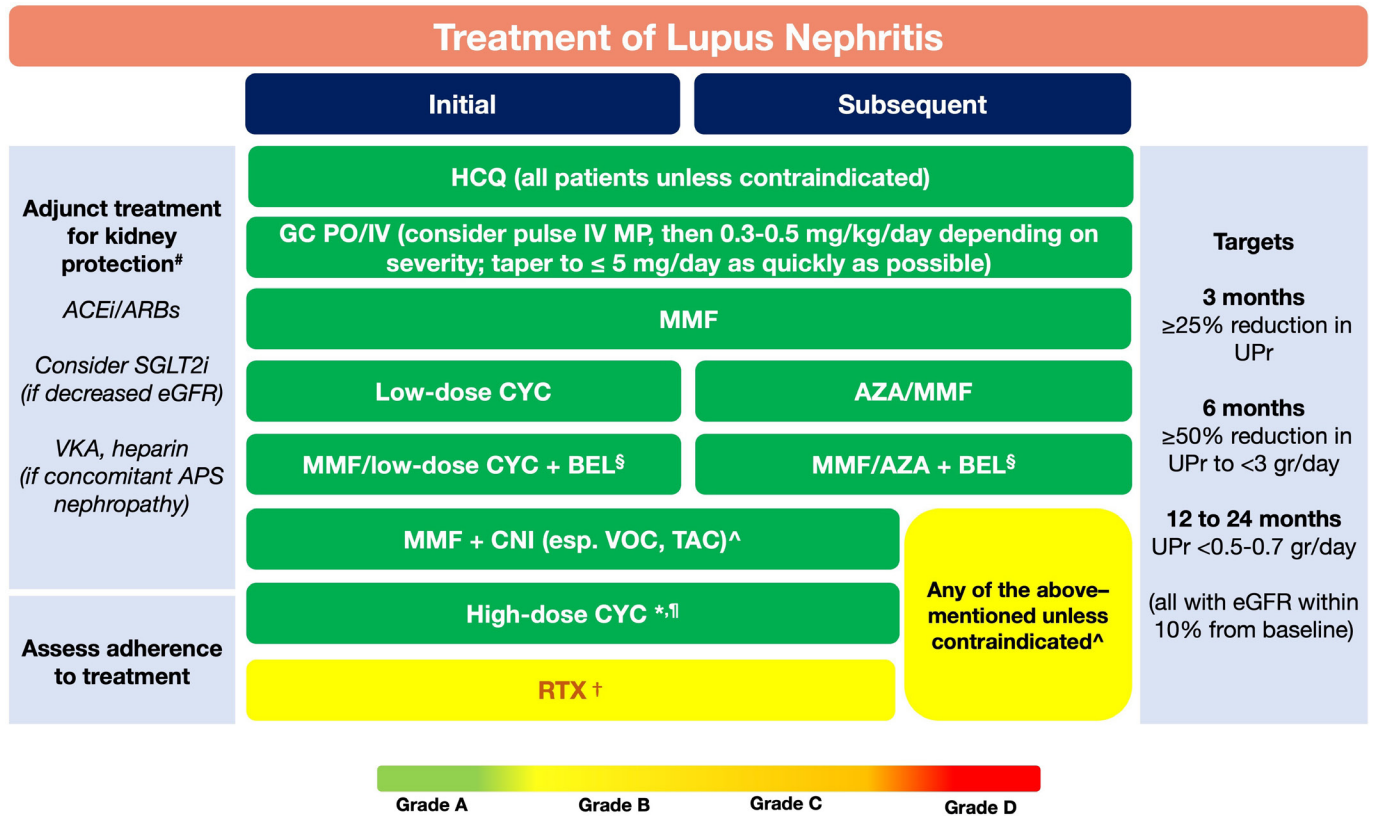 Treatment of Lupus Nephritis
Initial
Subsequent
Adjunct treatment
for kidney
protection#
ACEi/ARBs
Consider SGLT2i
(if decreased eGFR)
VKA, heparin
(if concomitant APS
nephropathy)
Assess adherence
to treatment
HCQ (all patients unless contraindicated)
GC PO/IV (consider pulse IV MP, then 0.3-0.5 mg/kg/day depending on
severity; taper to ≤ 5 mg/day as quickly as possible)
MMF
Low-dose CYC
AZA/MMF
MMF/low-dose CYC + BEL§
MMF/AZA + BEL§
MMF + CNI (esp. VOC, TAC)^
High-dose CYC *,¶
RTX †
Any of the above–
mentioned unless
contraindicated^
Targets
3 months
≥25% reduction in
UPr
6 months
≥50% reduction in
UPr to <3 gr/day
12 to 24 months
UPr <0.5-0.7 gr/day
(all with eGFR within
10% from baseline)
Grade A
Grade B
Grade C
Grade D